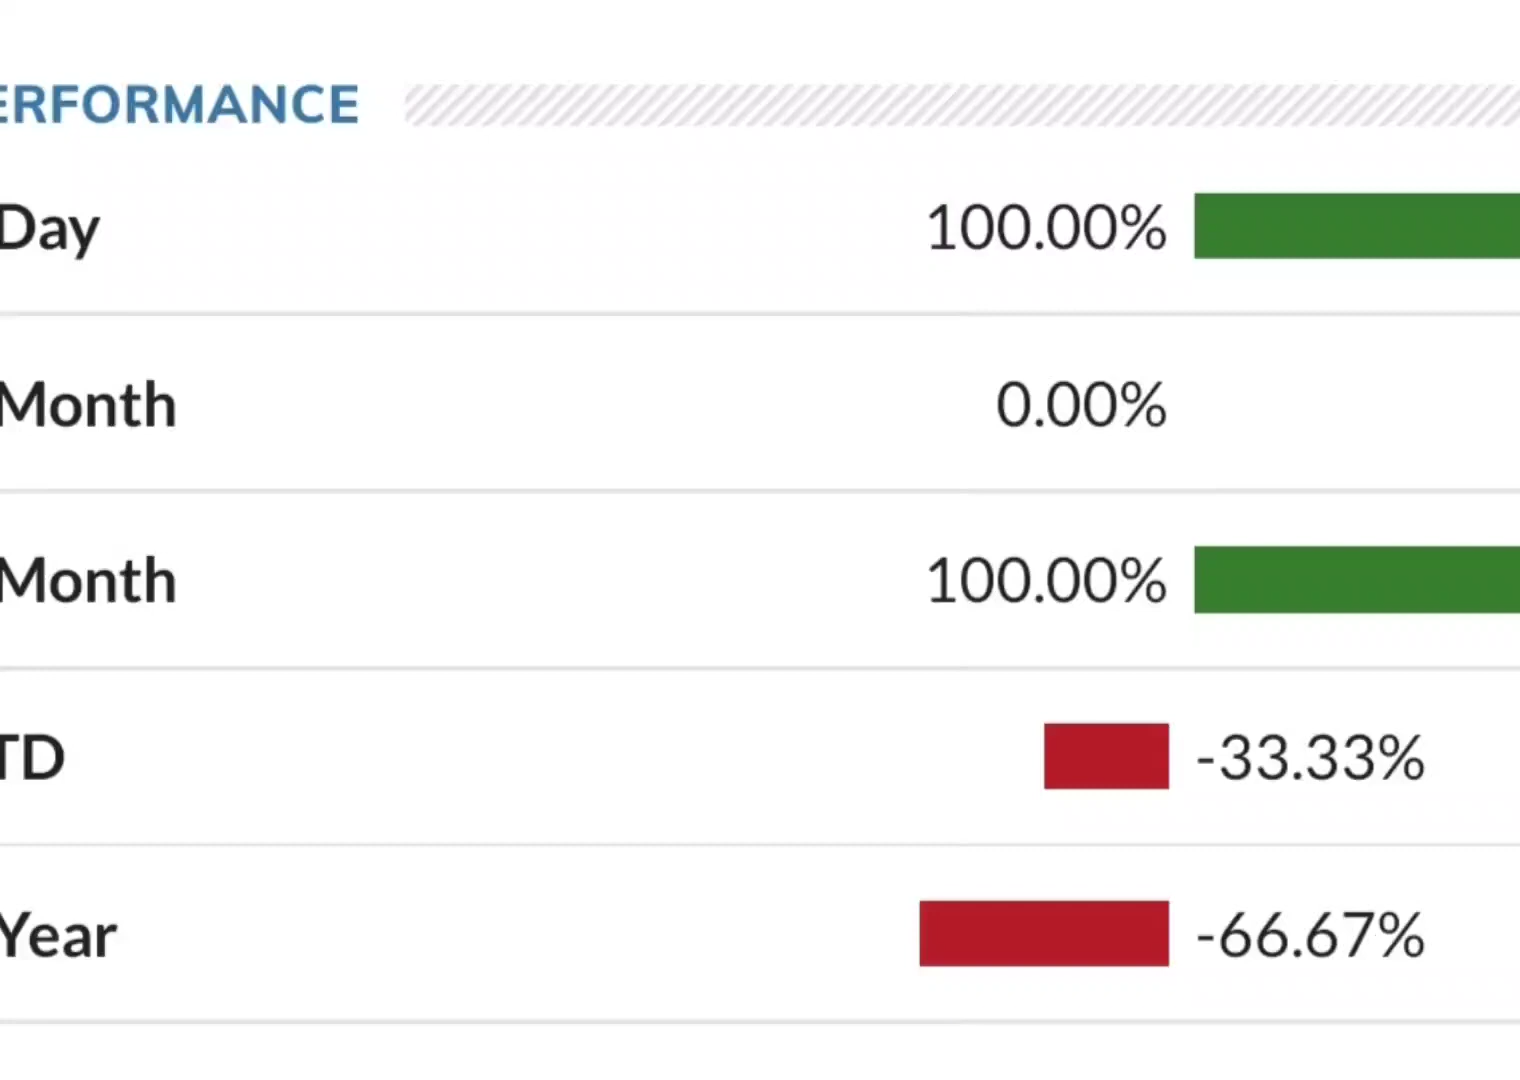 ERFORMANCE
Day 100.00%
Month 0.00%
Month 100.00%
TD -33.33%
Year -66.67%